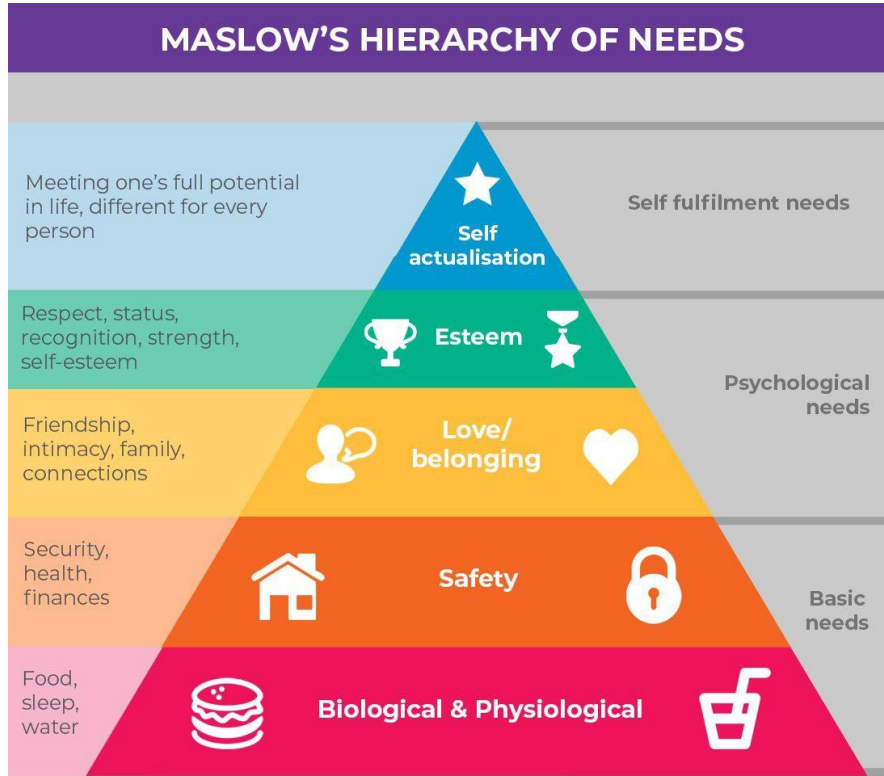 MASLOW'S HIERARCHY OF NEEDS
Meeting one's full potential
in life, different for every
person
Self
actualisation
Self fulfilment needs
Respect, status,
recognition, strength,
self-esteem
Esteem
Psychological
needs
Friendship,
intimacy, family,
connections
Love/
belonging
Security,
health,
finances
Safety
Basic
needs
Food,
sleep,
water
Biological & Physiological